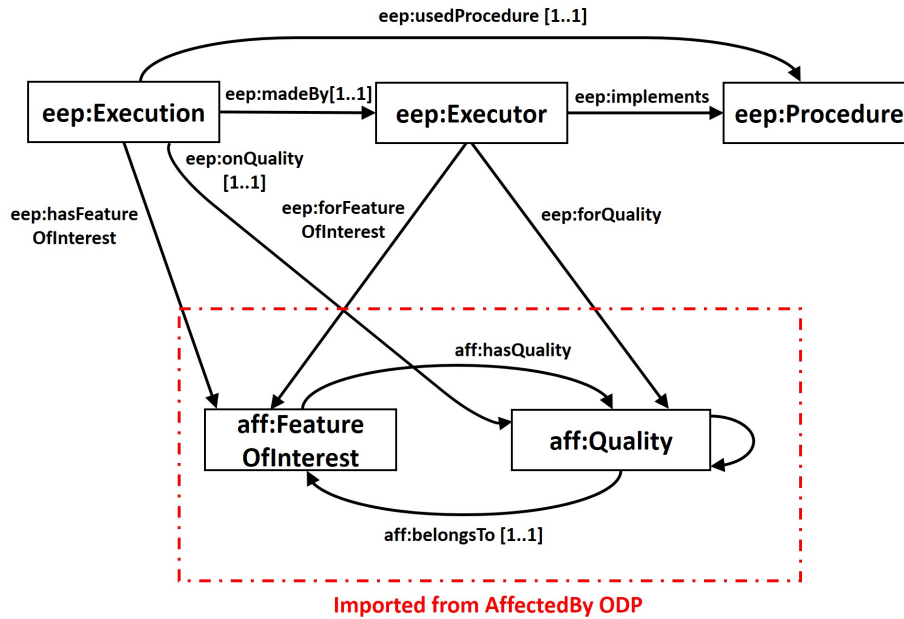 eep:usedProcedure [1..1]
eep:Execution
eep:madeBy[1..1]
eep:Executor
eep:implements
eep:Procedure
eep:onQuality
[1..1]
eep:hasFeature
OfInterest
eep:forFeature
OfInterest
eep:forQuality
aff:hasQuality
aff:Feature
OfInterest
aff:Quality
aff:belongsTo [1..1]
Imported from AffectedBy ODP